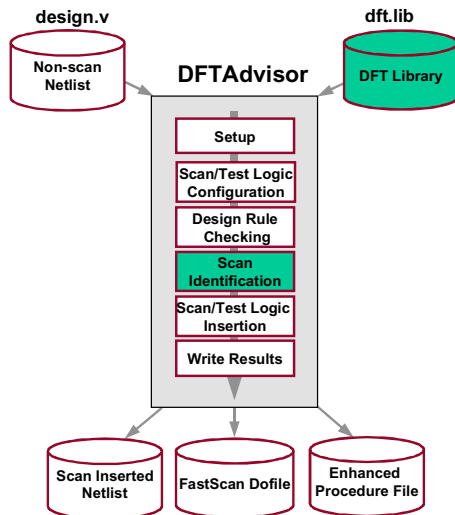 design.v
dft.lib
Non-scan
Netlist
DFTAdvisor
DFT Library
Setup
Scan/Test Logic
Configuration
Design Rule
Checking
Scan
Identification
Scan/Test Logic
Insertion
Write Results
Scan Inserted
Netlist
FastScan Dofile
Enhanced
Procedure File